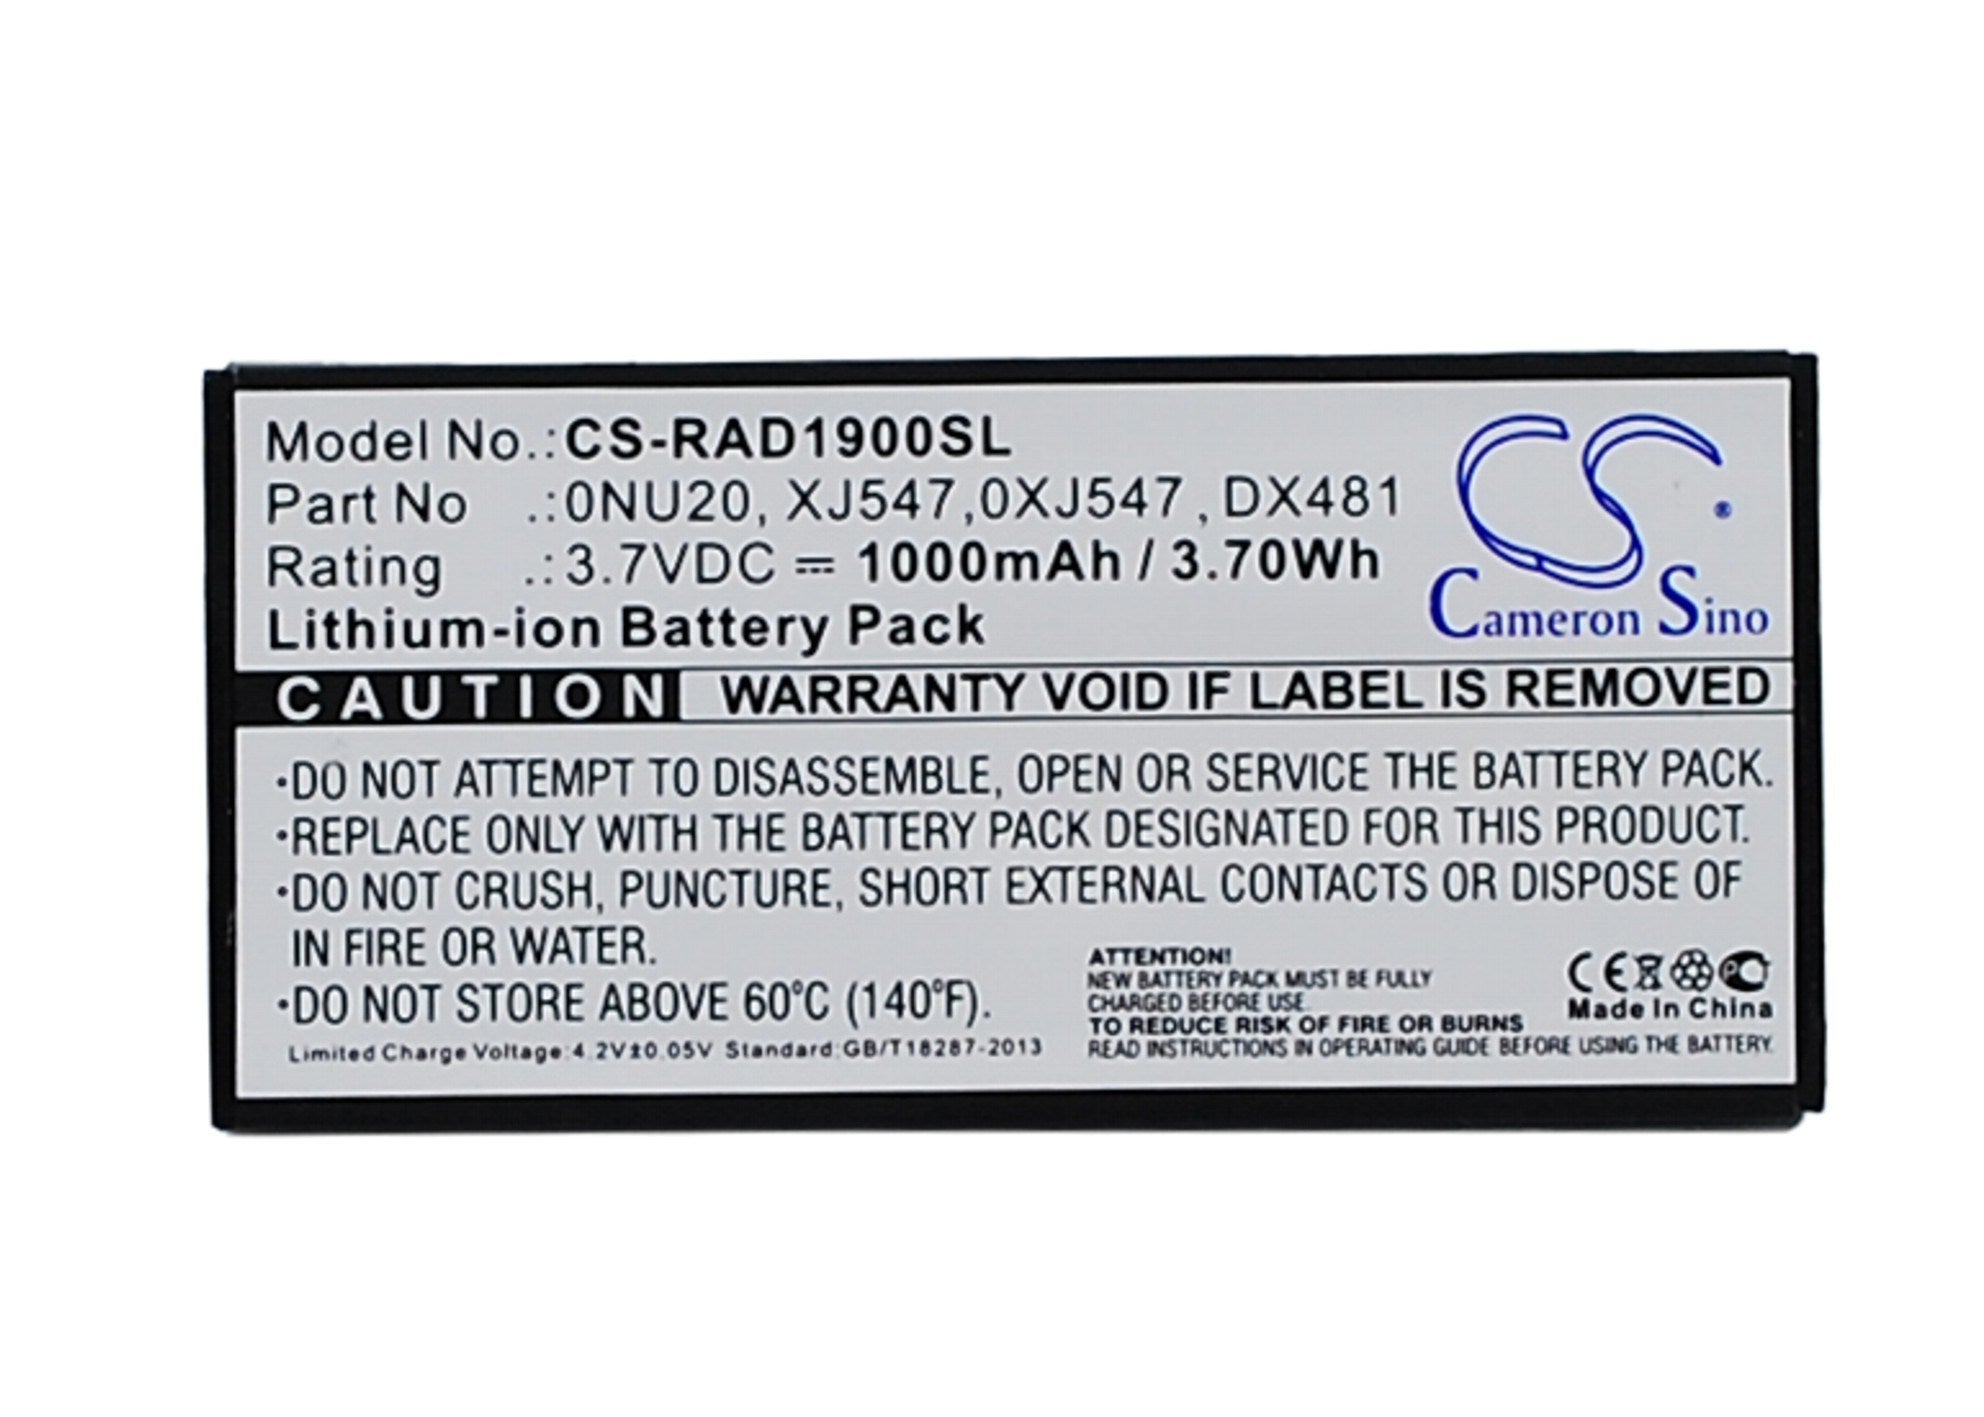 Model No.:CS-RAD1900SL
Part No .:0NU20, XJ547,0XJ547, DX481
Rating .:3.7VDC ⎓ 1000mAh / 3.70Wh
Lithium-ion Battery Pack
CS ®
Cameron Sino
CAUTION WARRANTY VOID IF LABEL IS REMOVED
·DO NOT ATTEMPT TO DISASSEMBLE, OPEN OR SERVICE THE BATTERY PACK.
·REPLACE ONLY WITH THE BATTERY PACK DESIGNATED FOR THIS PRODUCT.
·DO NOT CRUSH, PUNCTURE, SHORT EXTERNAL CONTACTS OR DISPOSE OF
IN FIRE OR WATER.
·DO NOT STORE ABOVE 60°C (140°F).
Limited Charge Voltage:4.2V±0.05V Standard:GB/T18287-2013
ATTENTION!
NEW BATTERY PACK MUST BE FULLY
CHARGED BEFORE USE.
TO REDUCE RISK OF FIRE OR BURNS
READ INSTRUCTIONS IN OPERATING GUIDE BEFORE USING THE BATTERY.
CE
Made In China